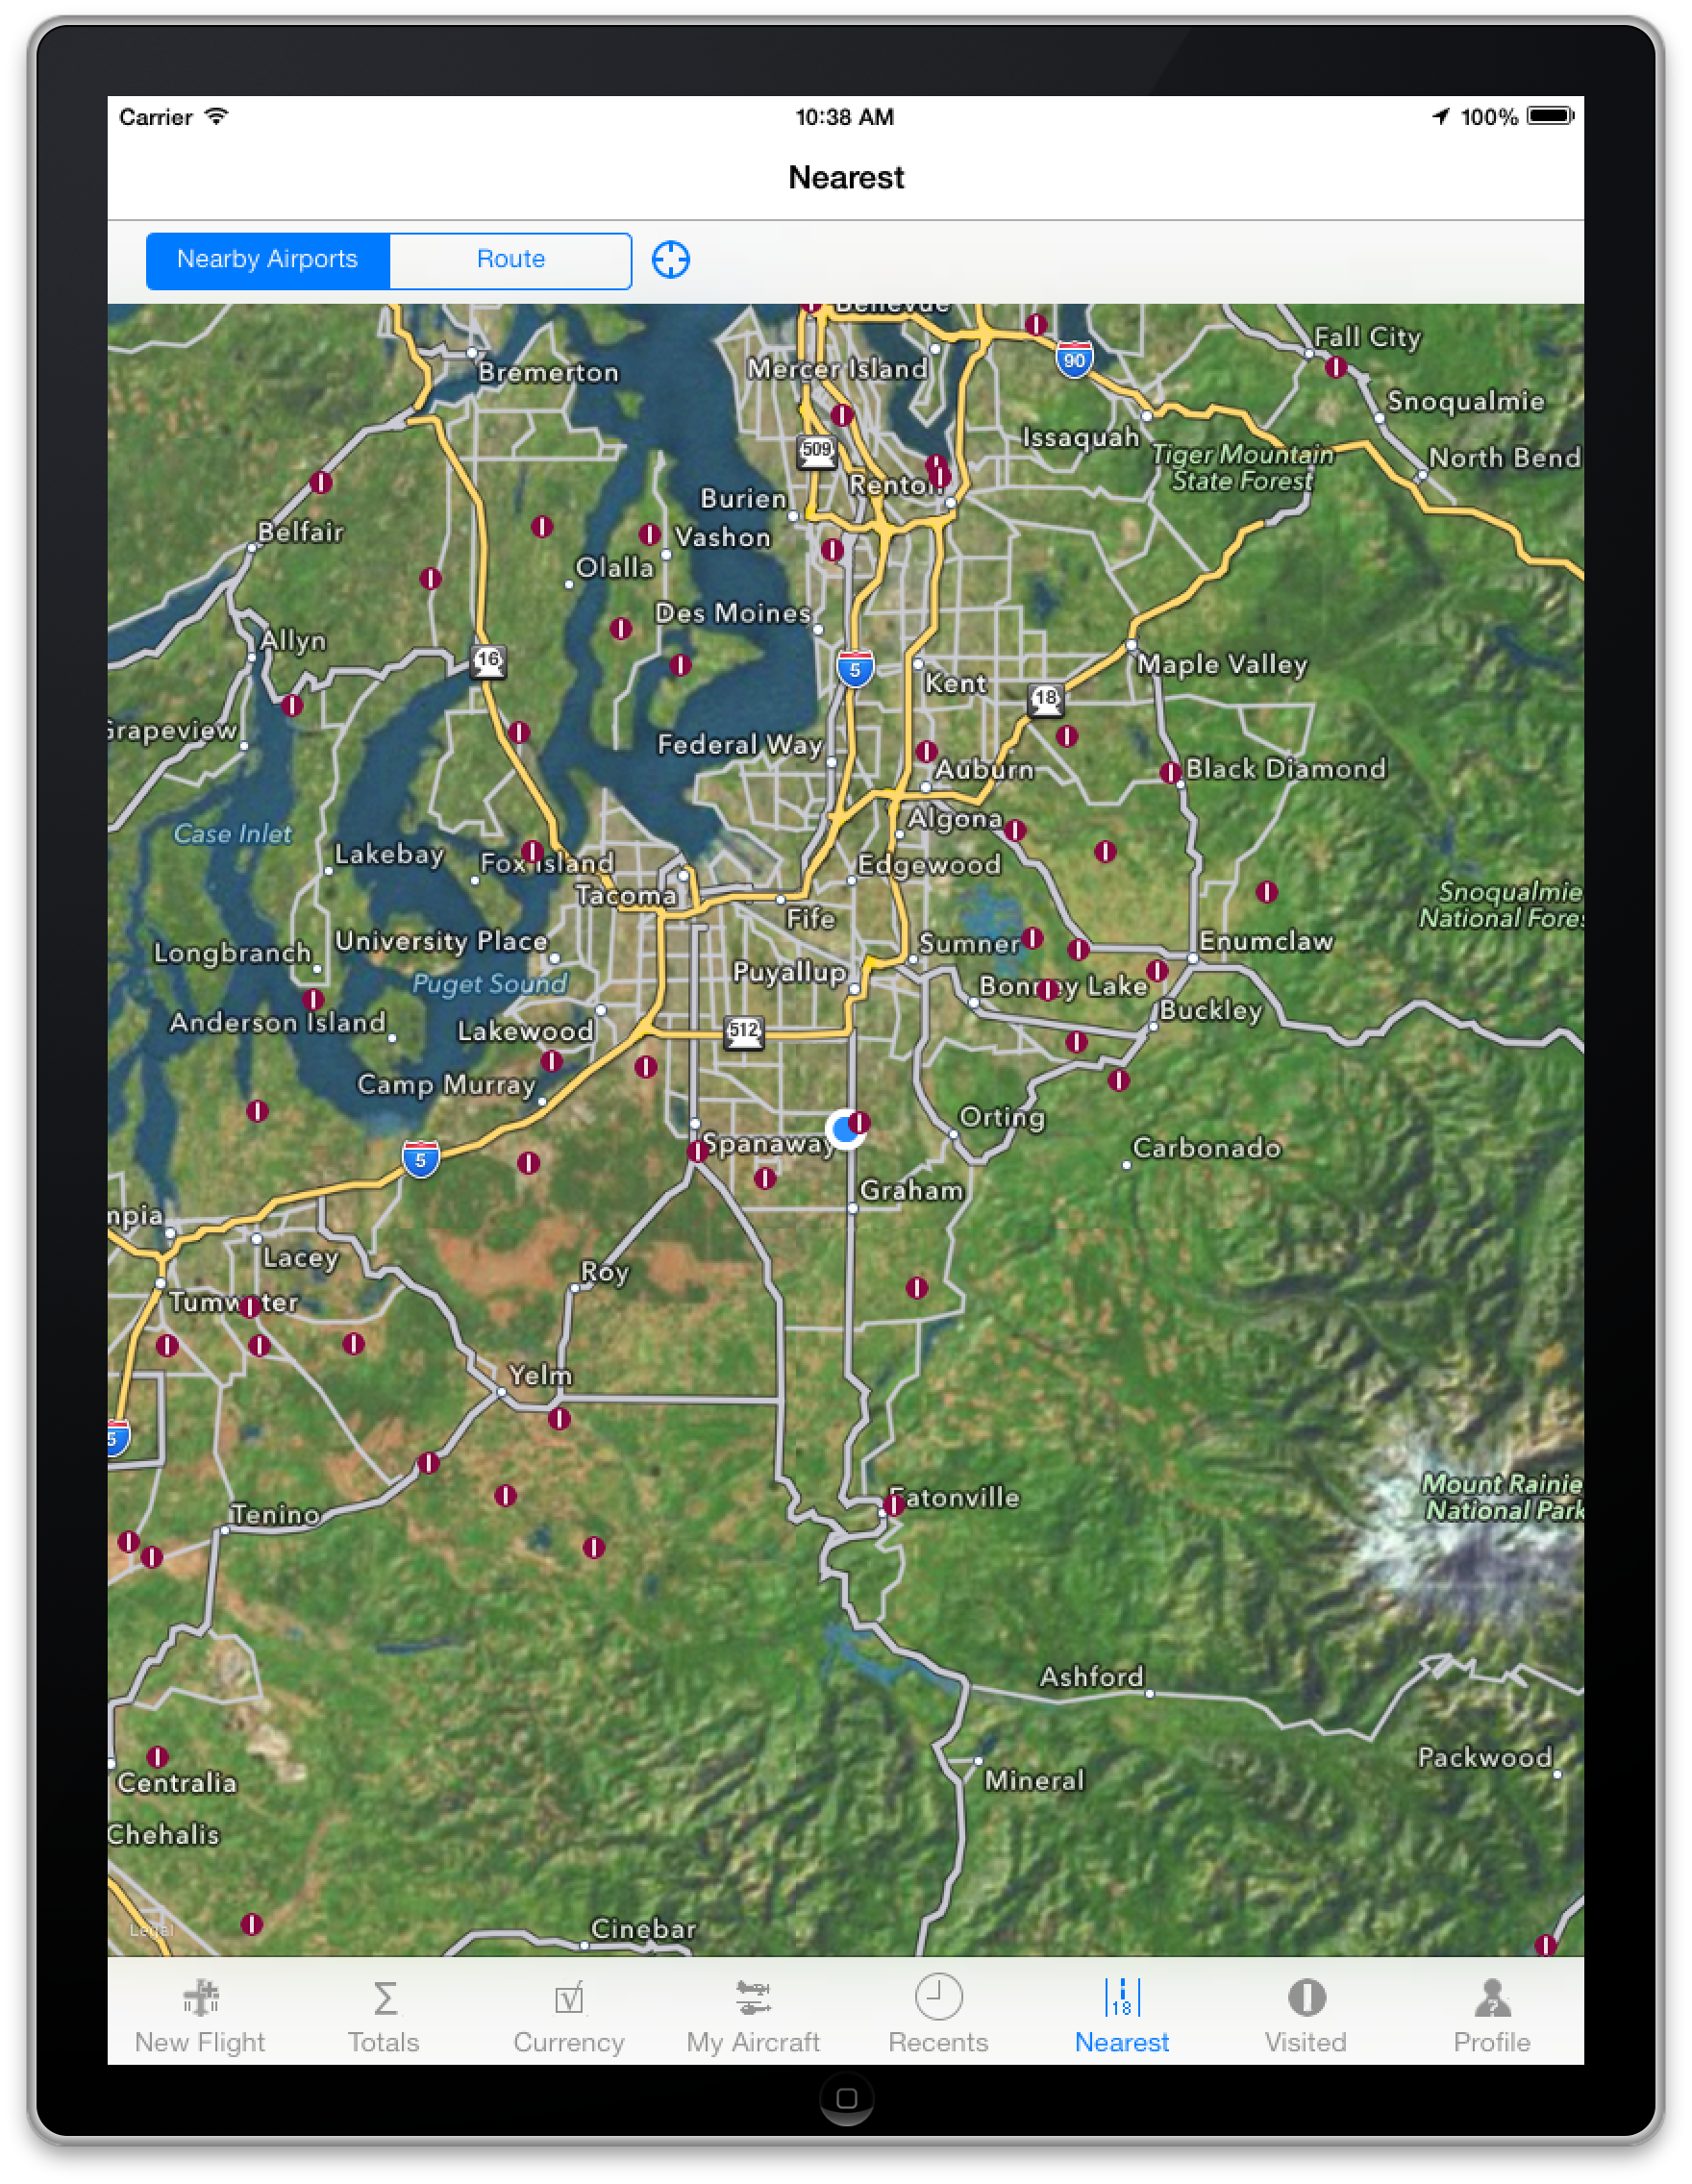 Carrier
10:38 AM
100%
Nearest
Nearby Airports
Route
Bellevue
Fall City
90
Mercer Island
Bremerton
Snoqualmie
Issaquah
509
Tiger Mountain
State Forest
North Bend
Renton
Burien
Belfair
Vashon
Olalla
Des Moines
Allyn
16
5
Maple Valley
Kent
18
Grapeview
Federal Way
Auburn
Black Diamond
Algona
Case Inlet
Lakebay
Fox Island
Edgewood
Tacoma
Snoqualmie
National Fores
Fife
University Place
Sumner
Enumclaw
Longbranch
Puyallup
Puget Sound
Bonney Lake
Buckley
Anderson Island
Lakewood
512
Camp Murray
Orting
Spanaway
Carbonado
5
Graham
mpia
Lacey
Roy
Tumwater
Yelm
5
Mount Rainie
National Park
Eatonville
Tenino
Ashford
Packwood
Mineral
Centralia
Chehalis
Legal
Cinebar
18
New Flight
Totals
Currency
My Aircraft
Recents
Nearest
Visited
Profile